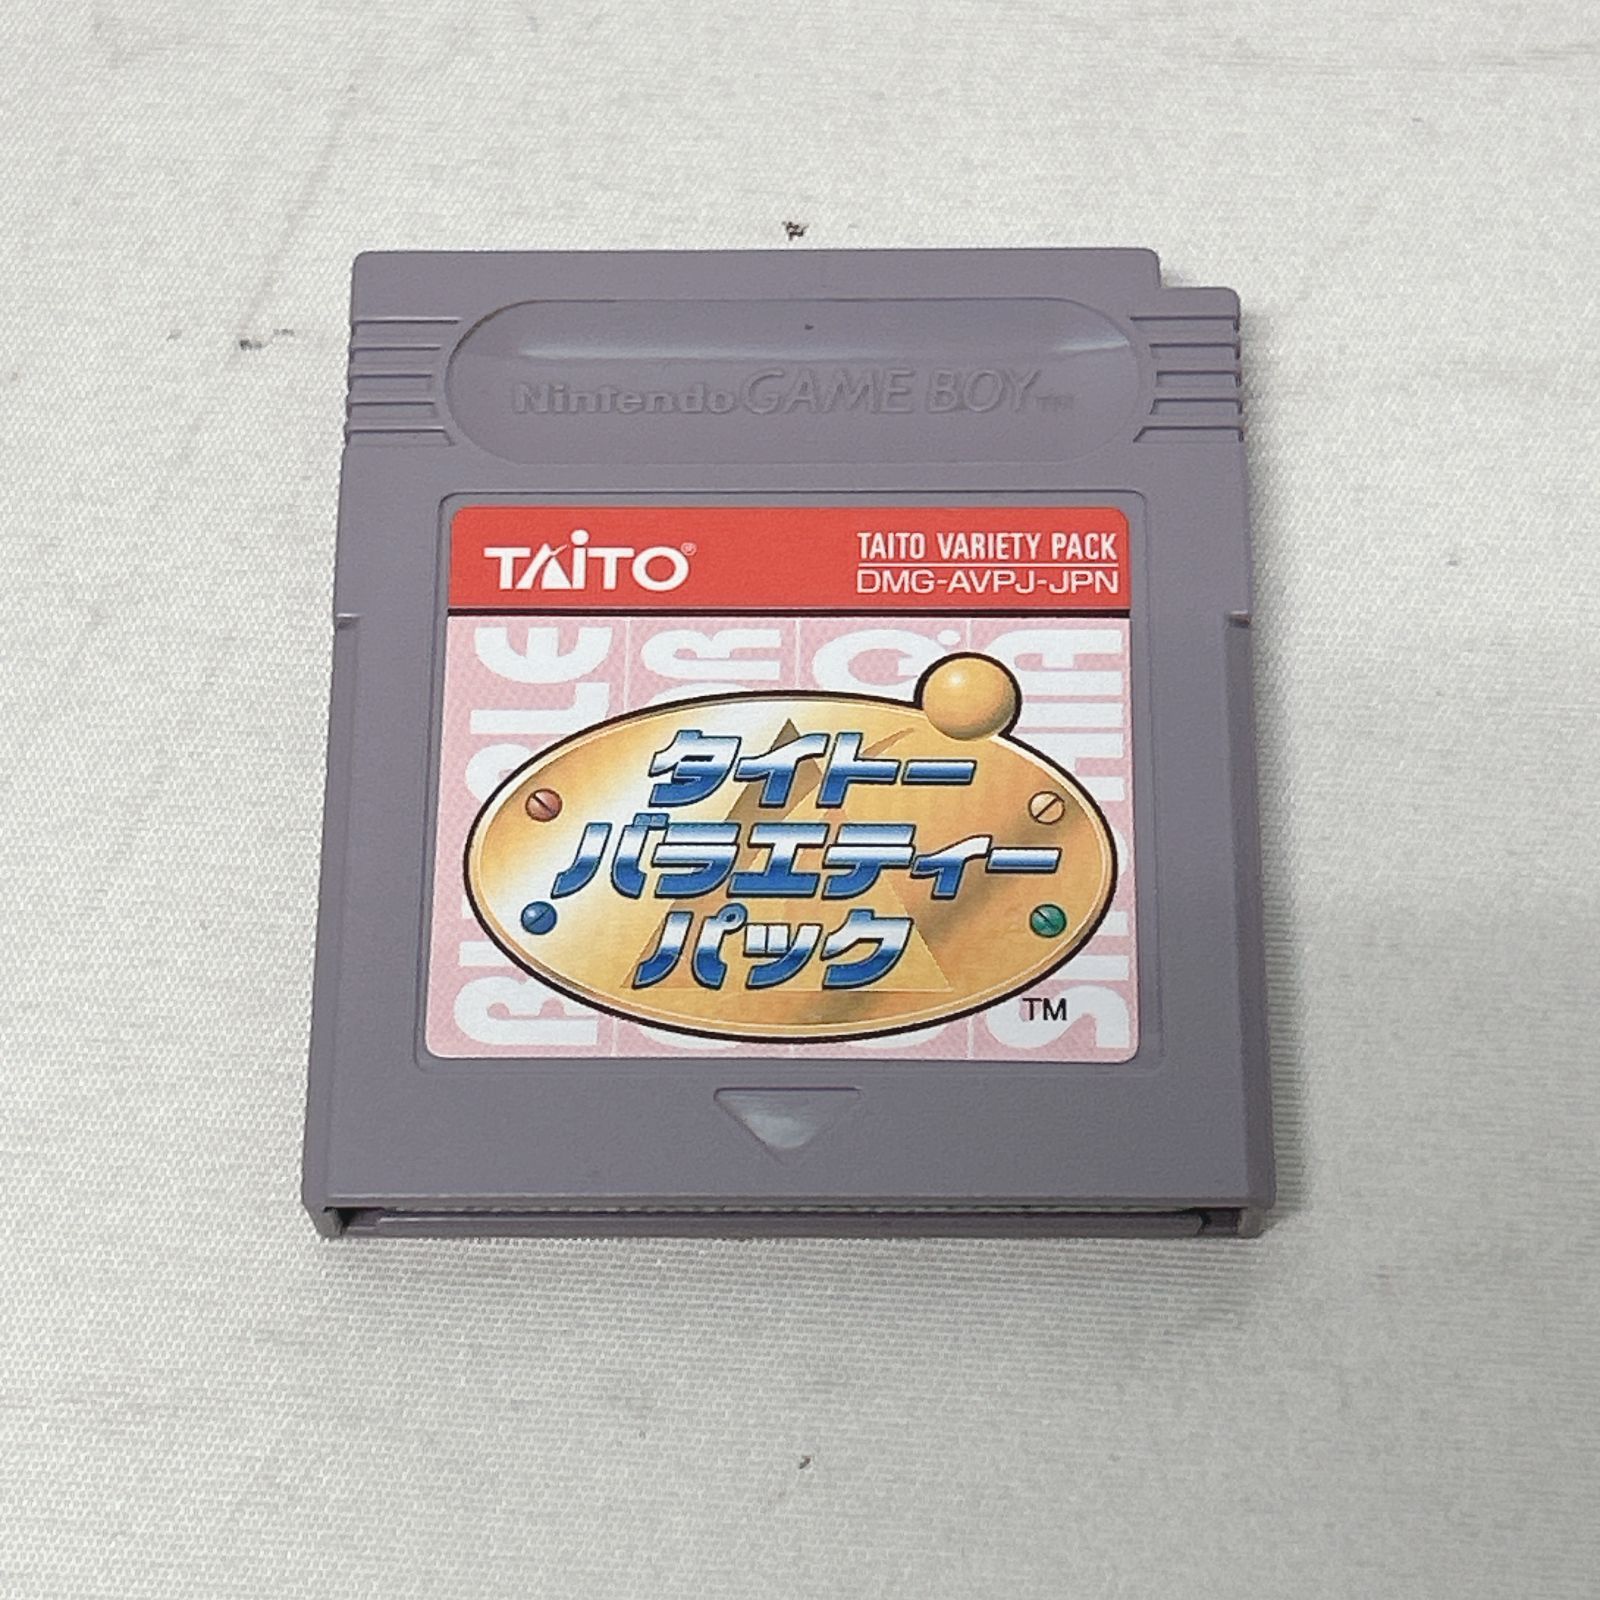 Nintendo GAME BOY™
TAITO®
TAITO VARIETY PACK
DMG-AVPJ-JPN
タイトー
バラエティー
パック
TM